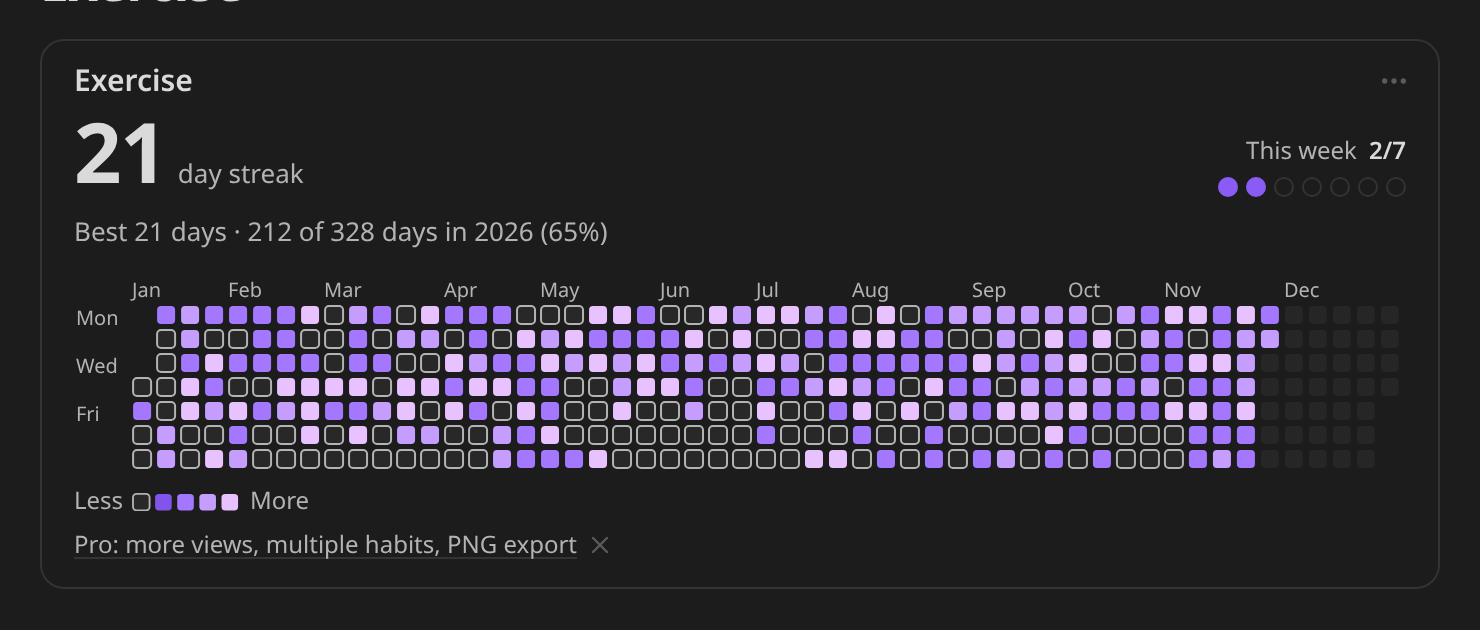 Exercise
21 day streak
This week 2/7
Best 21 days · 212 of 328 days in 2026 (65%)
Jan Feb Mar Apr May Jun Jul Aug Sep Oct Nov Dec
Mon
Wed
Fri
Less More
Pro: more views, multiple habits, PNG export